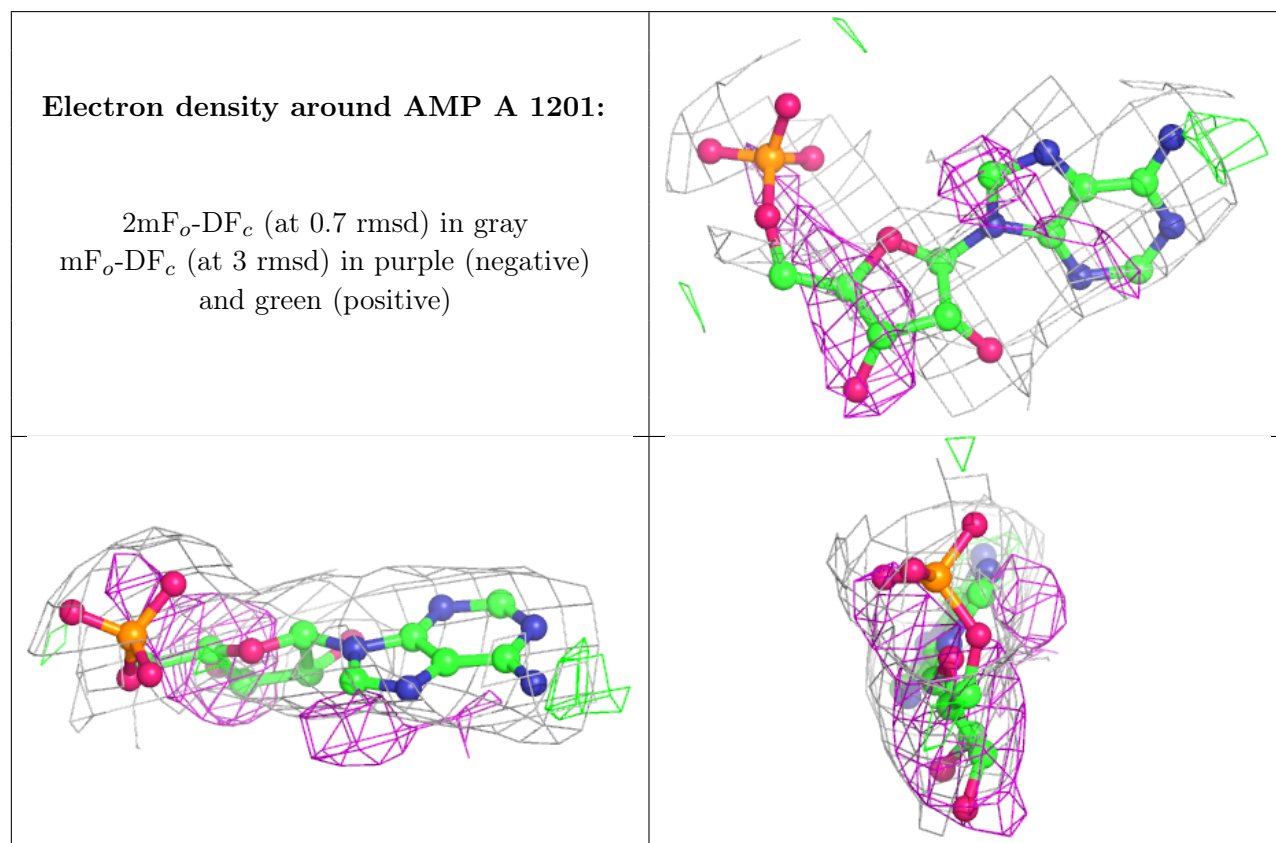 Electron density around AMP A 1201:
2mFo-DFc (at 0.7 rmsd) in gray
mFo-DFc (at 3 rmsd) in purple (negative)
and green (positive)